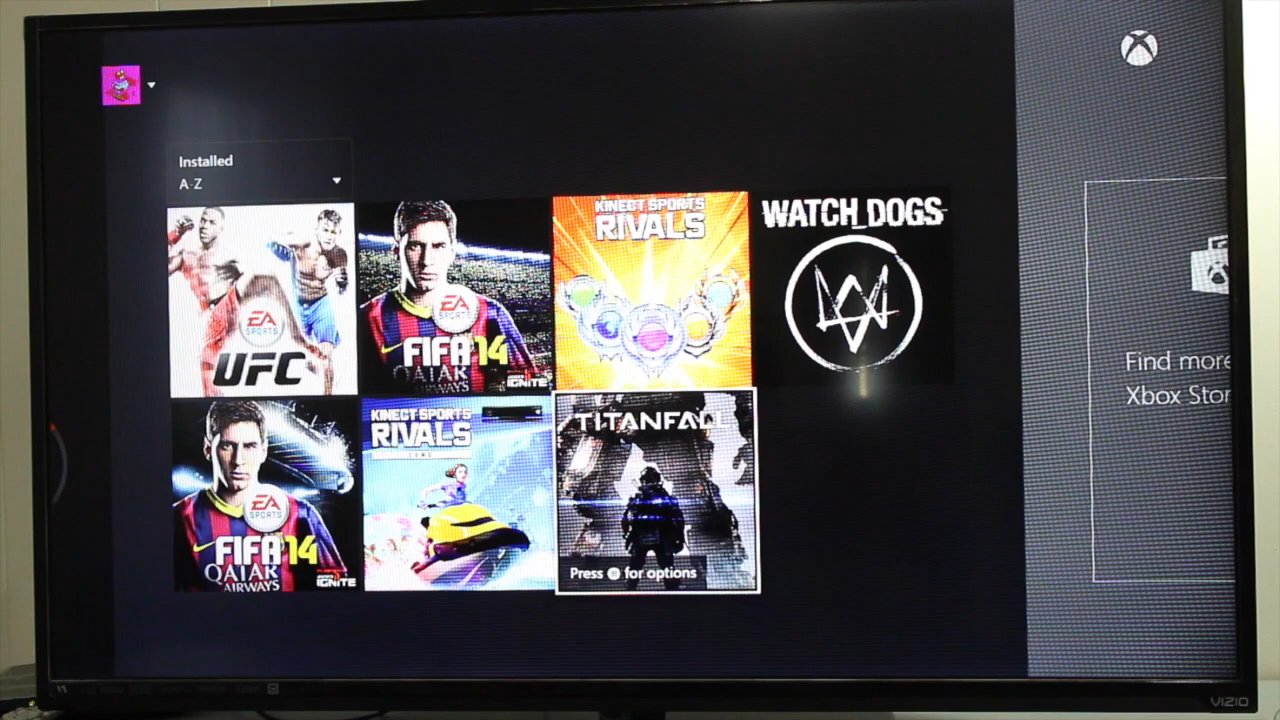 Installed
A-Z
EA
SPORTS
UFC
EA
SPORTS
FIFA 14
QATAR
AIRWAYS
IGNITE
KINECT SPORTS
RIVALS
WATCH_DOGS
Find more
Xbox Stor
EA
SPORTS
FIFA 14
QATAR
AIRWAYS
IGNITE
KINECT SPORTS
RIVALS
TITANFALL
Press for options
VIZIO